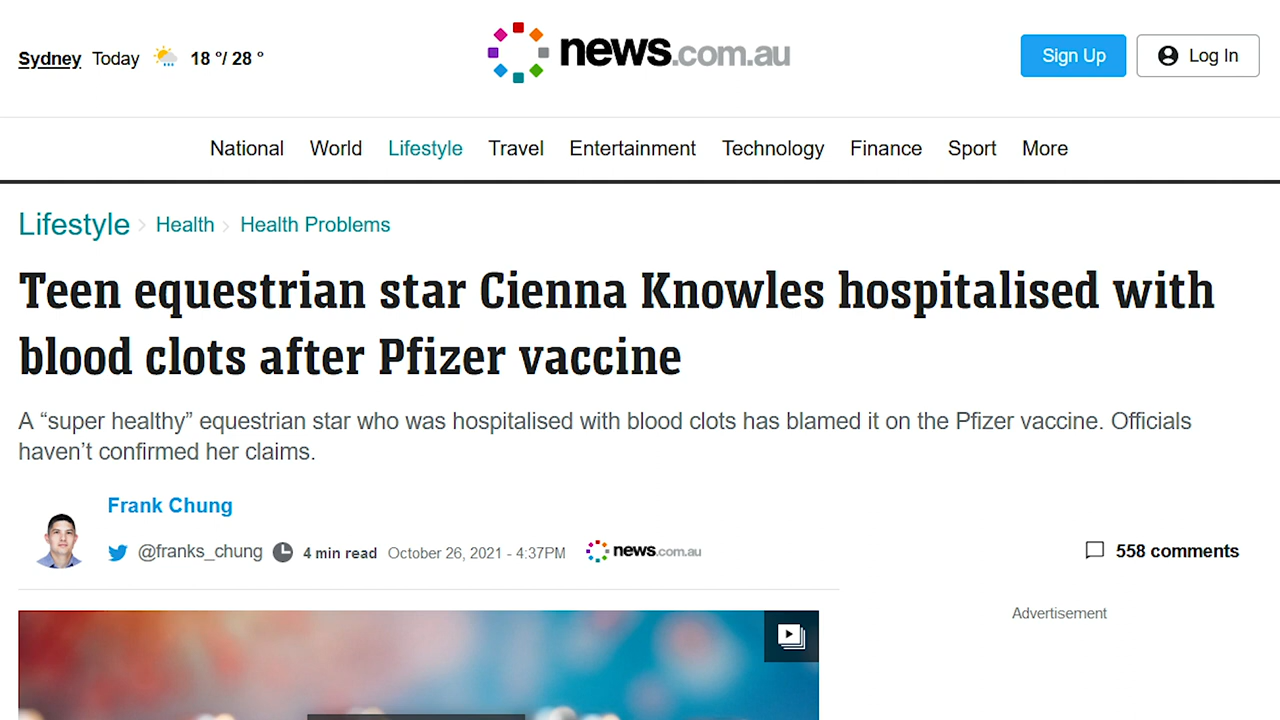 Sydney Today 18 °/ 28 °
news.com.au
Sign Up
Log In
National World Lifestyle Travel Entertainment Technology Finance Sport More
Lifestyle Health Health Problems
Teen equestrian star Cienna Knowles hospitalised with
blood clots after Pfizer vaccine
A “super healthy” equestrian star who was hospitalised with blood clots has blamed it on the Pfizer vaccine. Officials
haven’t confirmed her claims.
Frank Chung
@franks_chung 4 min read October 26, 2021 - 4:37PM news.com.au
558 comments
Advertisement